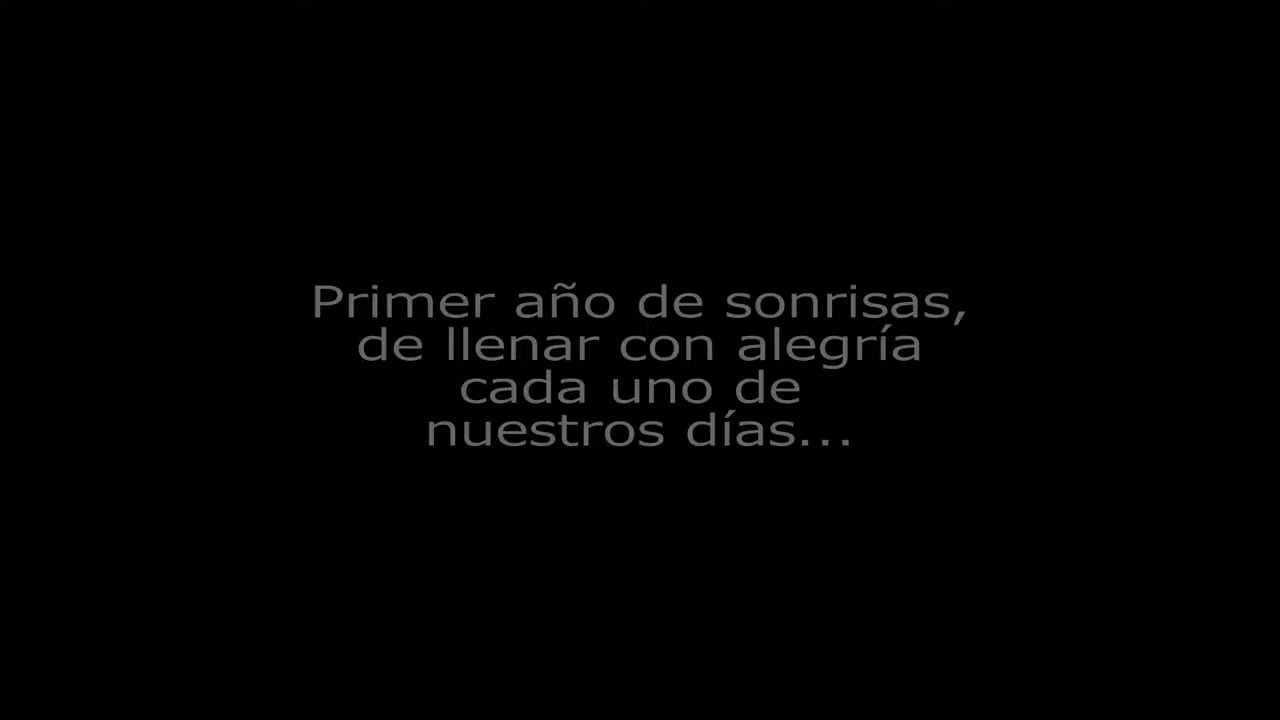 Primer año de sonrisas,
de llenar con alegría
cada uno de
nuestros días...